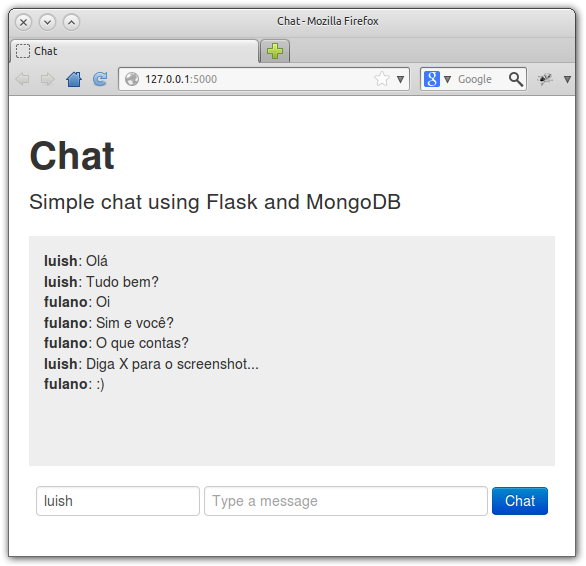 Chat - Mozilla Firefox
Chat
127.0.0.1:5000
8 Google
Chat
Simple chat using Flask and MongoDB
luish: Olá
luish: Tudo bem?
fulano: Oi
fulano: Sim e você?
fulano: O que contas?
luish: Diga X para o screenshot...
fulano: :)
luish Type a message Chat